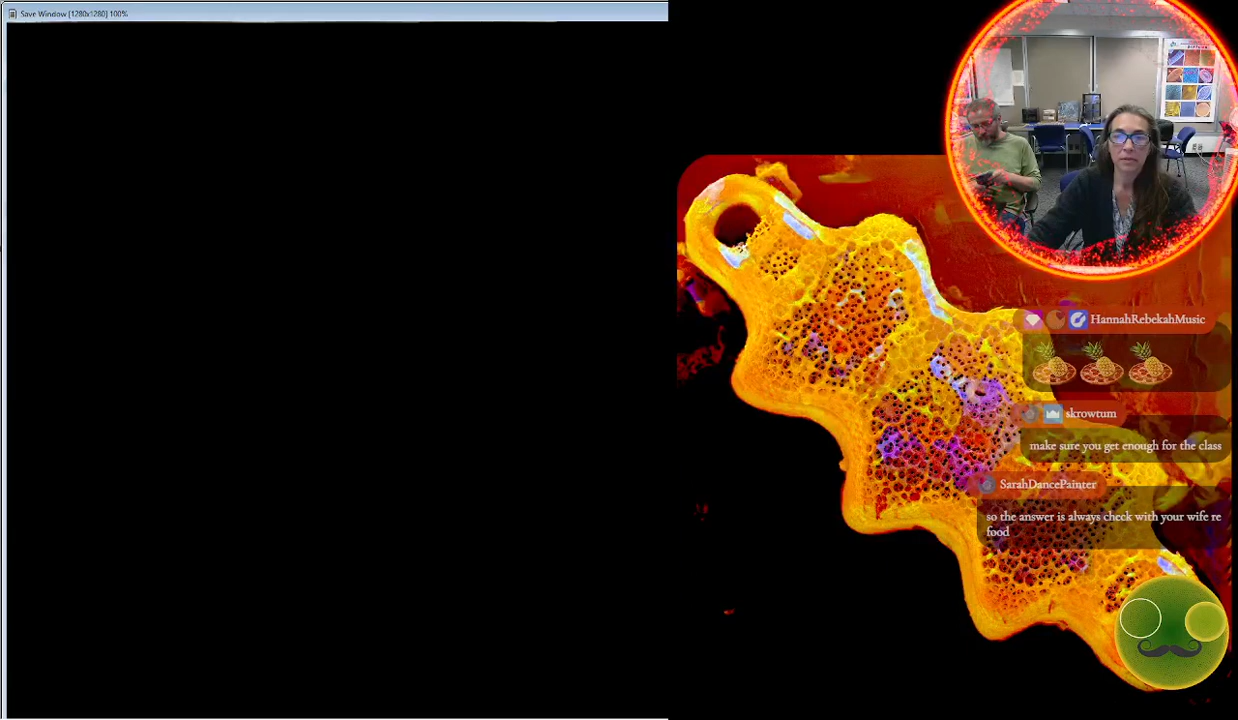 Save Window [1280x1280] 100%
HannahRebekahMusic
skrowtum
make sure you get enough for the class
SarahDancePainter
so the answer is always check with your wife re
food